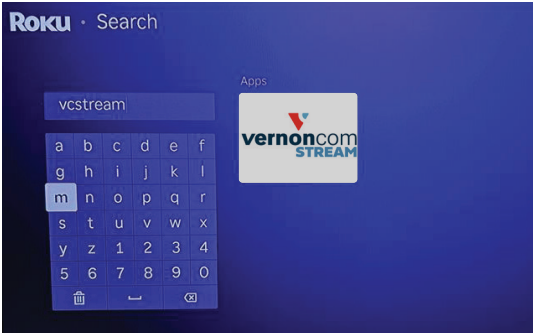 Roku • Search
Apps
vcstream
vernoncom
STREAM
a b c d e f
g h i j k l
m n o p q r
s t u v w x
y z 1 2 3 4
5 6 7 8 9 0